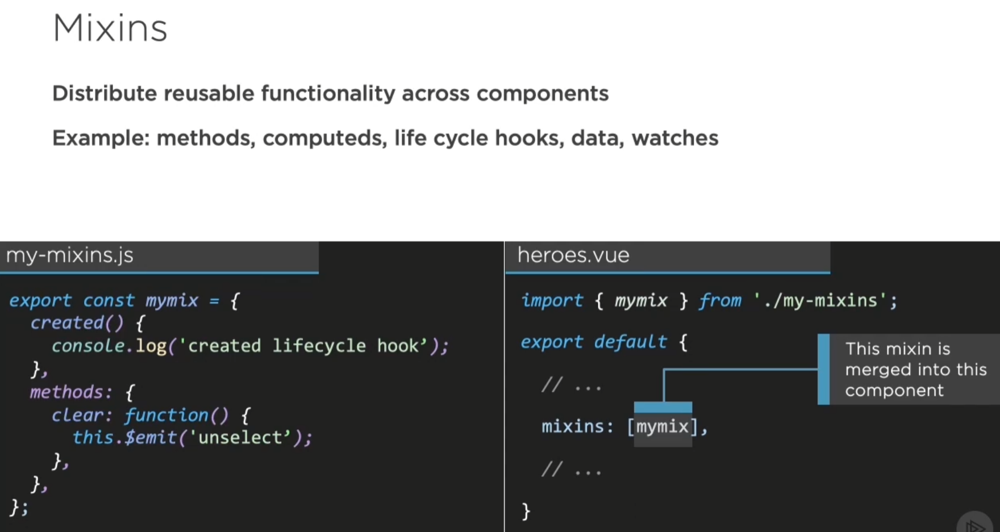 Mixins
Distribute reusable functionality across components
Example: methods, computeds, life cycle hooks, data, watches
my-mixins.js
export const mymix = {
created() {
console.log('created lifecycle hook’);
},
methods: {
clear: function() {
this.$emit('unselect’);
},
},
};
heroes.vue
import { mymix } from './my-mixins';
export default {
// ...
mixins: [mymix],
// ...
}
This mixin is
merged into this
component